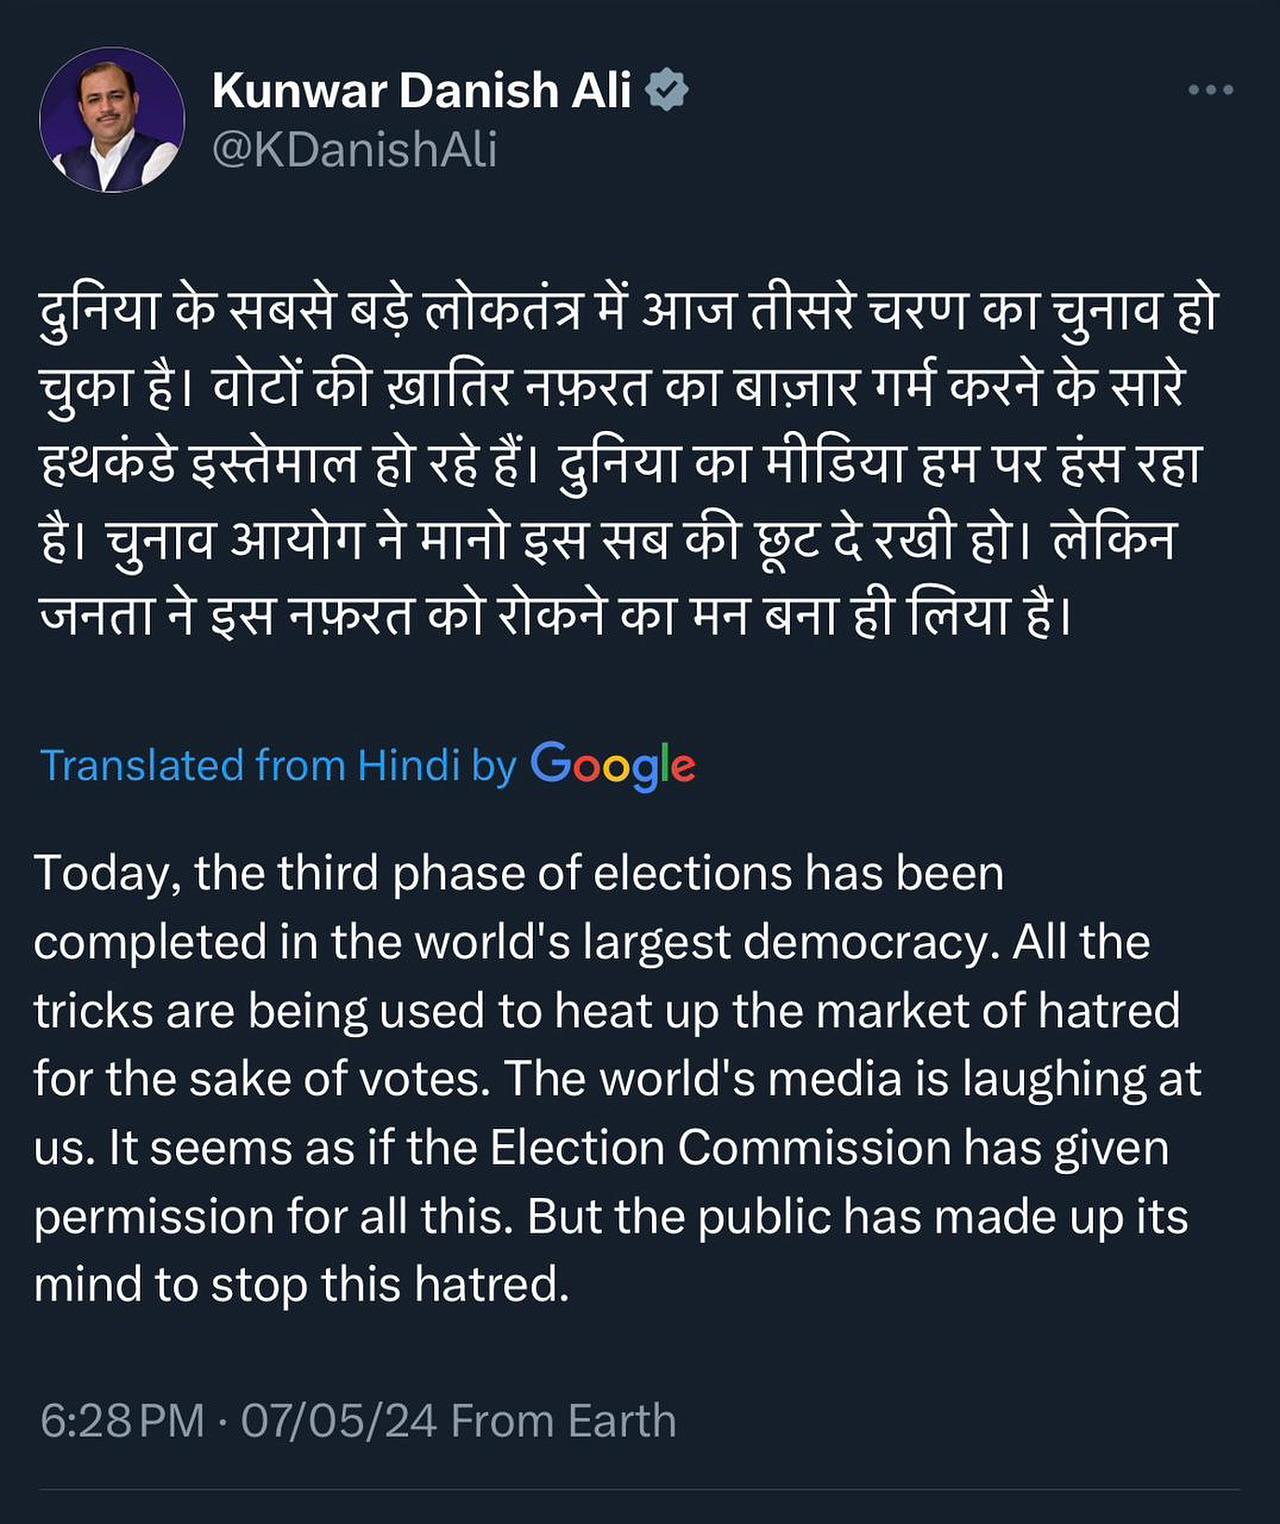 Kunwar Danish Ali
@KDanishAli
दुनिया के सबसे बड़े लोकतंत्र में आज तीसरे चरण का चुनाव हो
चुका है। वोटों की ख़ातिर नफ़रत का बाज़ार गर्म करने के सारे
हथकंडे इस्तेमाल हो रहे हैं। दुनिया का मीडिया हम पर हंस रहा
है। चुनाव आयोग ने मानो इस सब की छूट दे रखी हो। लेकिन
जनता ने इस नफ़रत को रोकने का मन बना ही लिया है।
Translated from Hindi by Google
Today, the third phase of elections has been
completed in the world's largest democracy. All the
tricks are being used to heat up the market of hatred
for the sake of votes. The world's media is laughing at
us. It seems as if the Election Commission has given
permission for all this. But the public has made up its
mind to stop this hatred.
6:28 PM · 07/05/24 From Earth